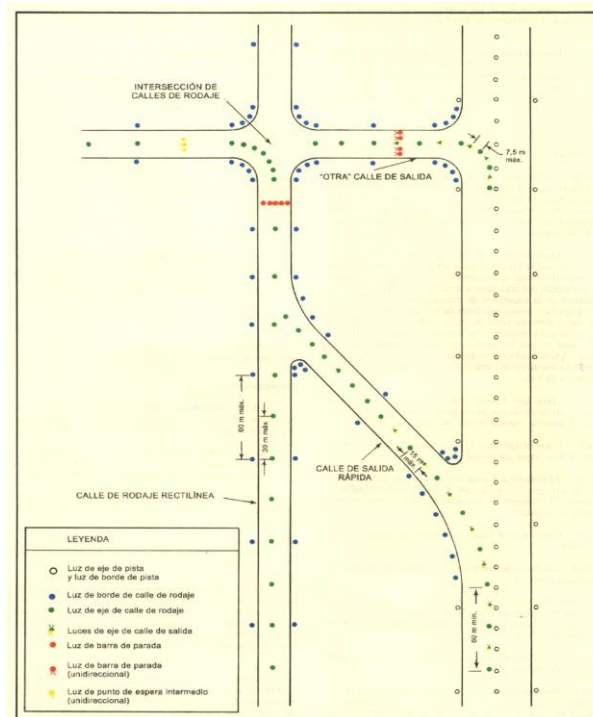 INTERSECCIÓN DE
CALLES DE RODAJE
7,5 m
máx.
"OTRA" CALLE DE SALIDA
60 m máx.
30 m máx.
15 m
máx
CALLE DE SALIDA
RÁPIDA
CALLE DE RODAJE RECTILÍNEA
60 m mín.
LEYENDA
Luz de eje de pista
y luz de borde de pista
Luz de borde de calle de rodaje
Luz de eje de calle de rodaje
Luces de eje de calle de salida
Luz de barra de parada
Luz de barra de parada
(unidireccional)
Luz de punto de espera intermedio
(unidireccional)